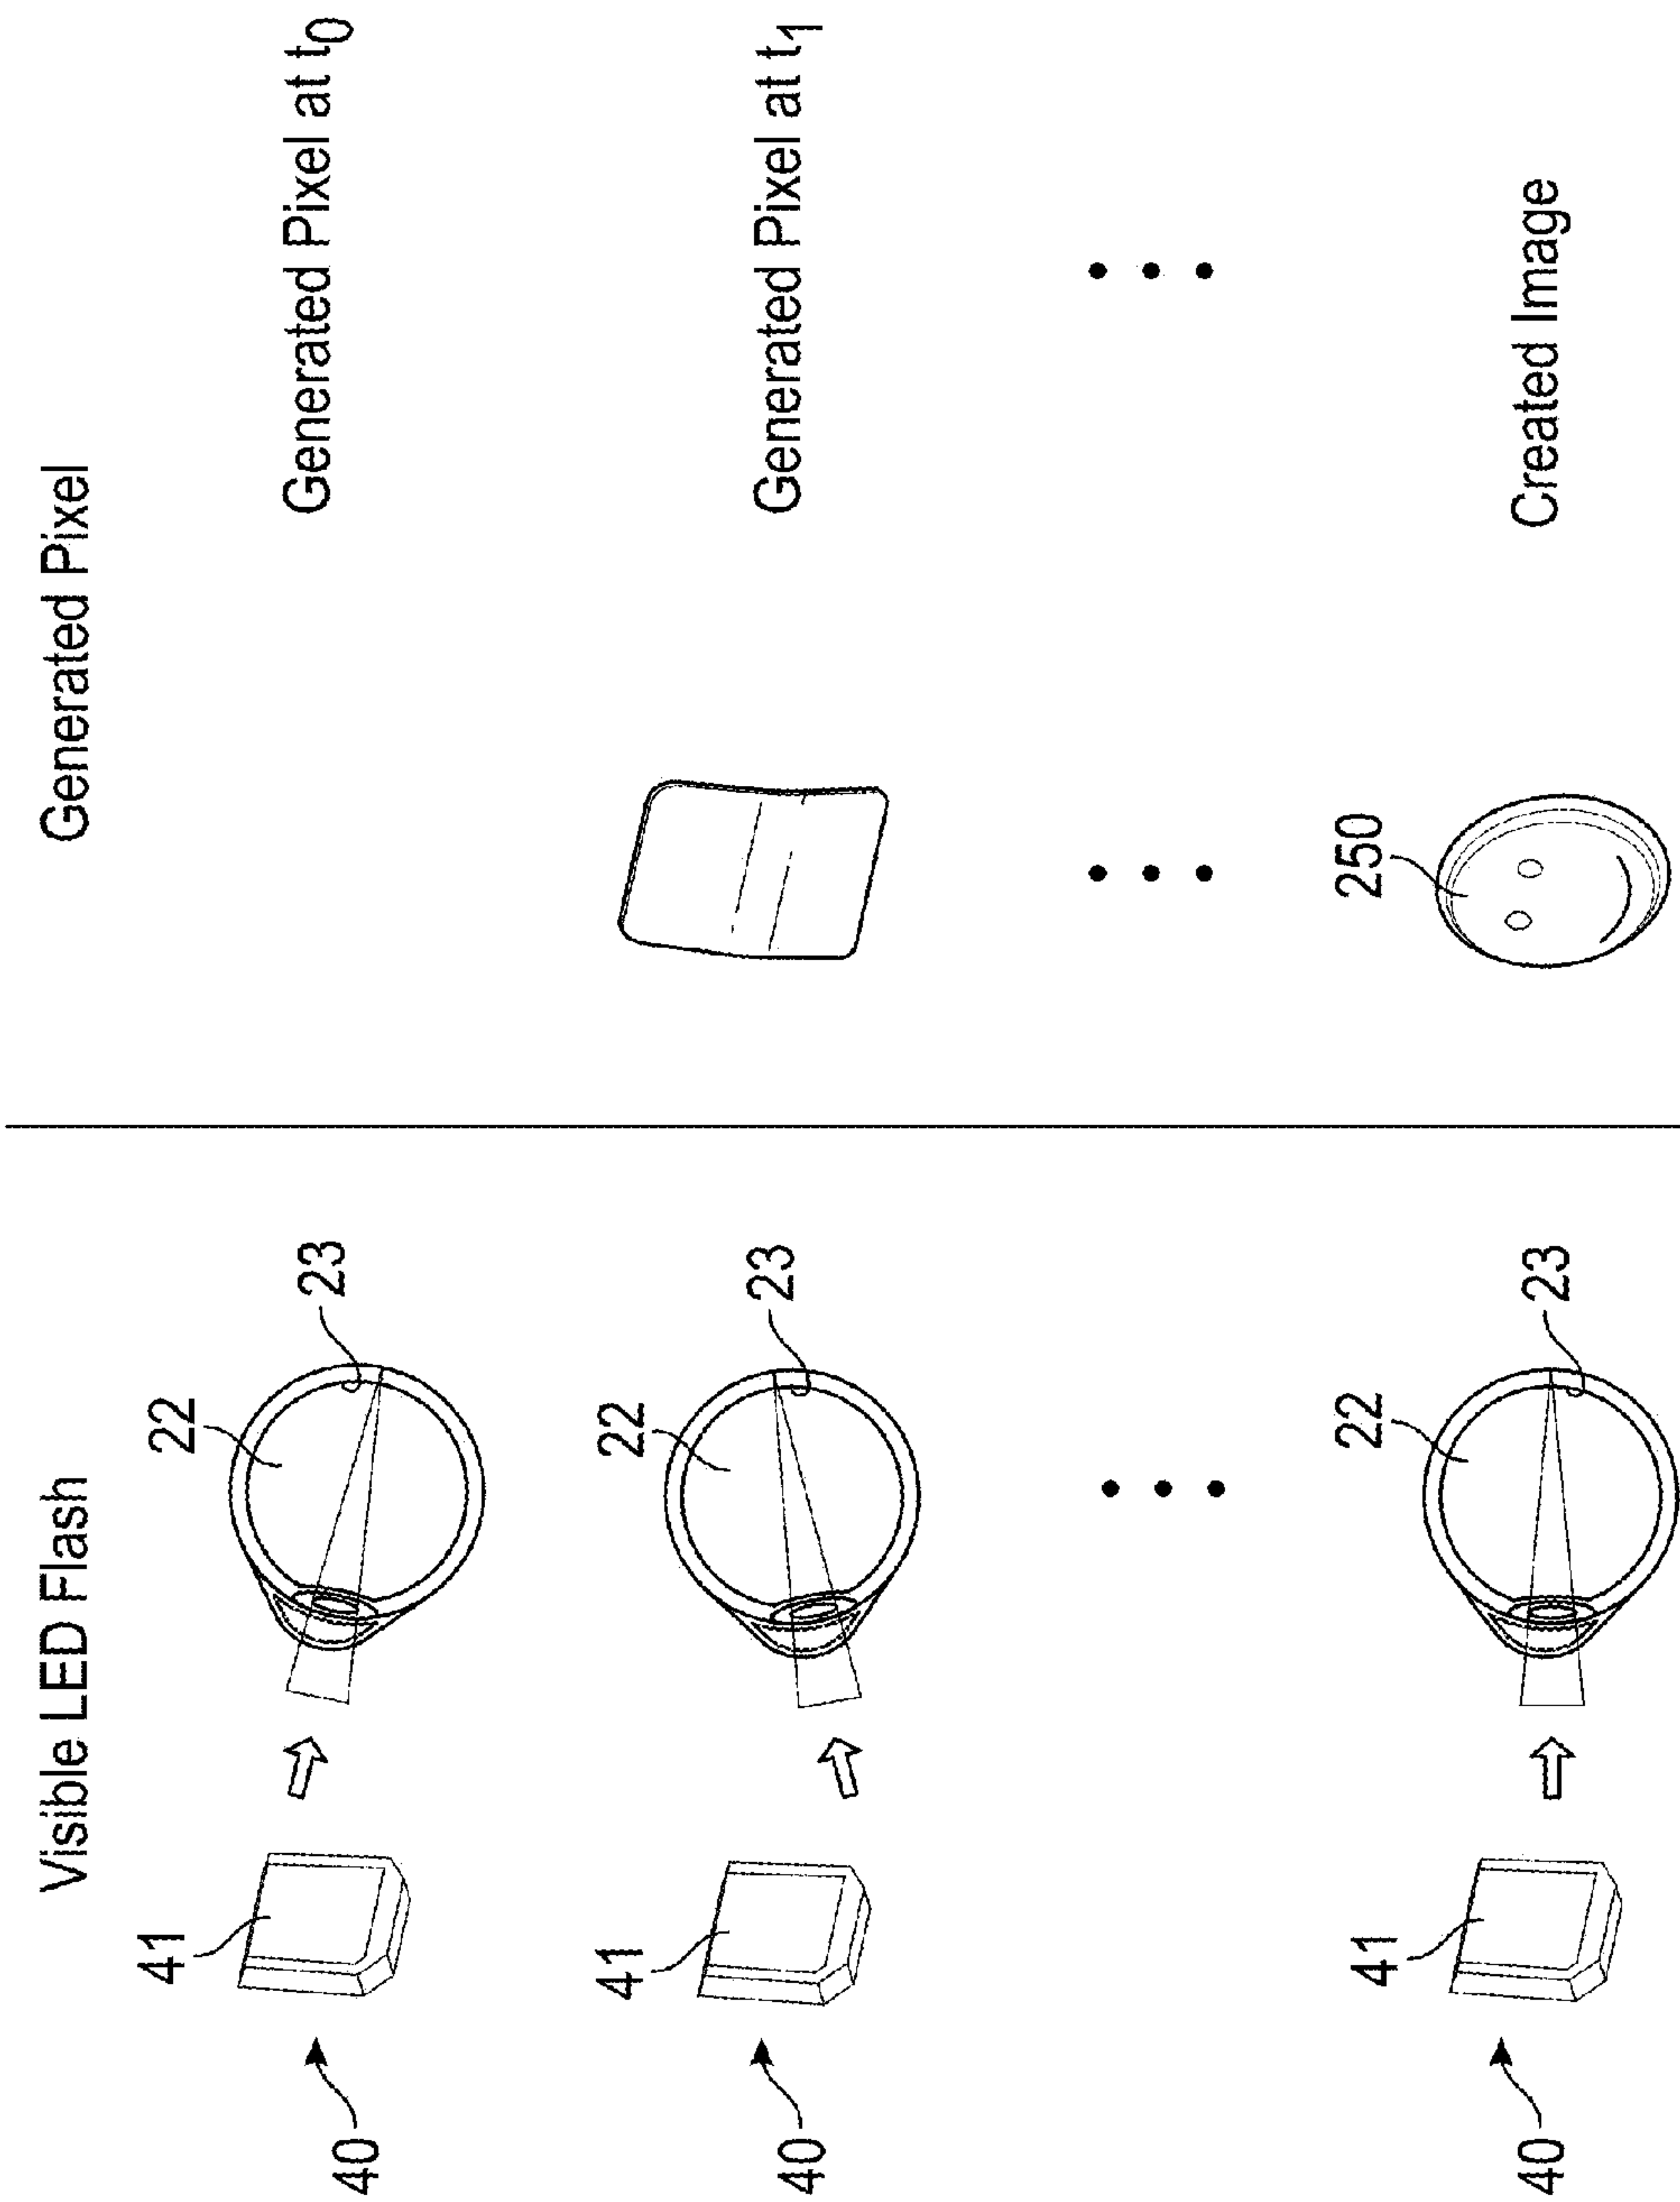 Visible LED Flash
Generated Pixel
40
41
22
23
Generated Pixel at t0
40
41
22
23
Generated Pixel at t1
40
41
22
23
250
Created Image